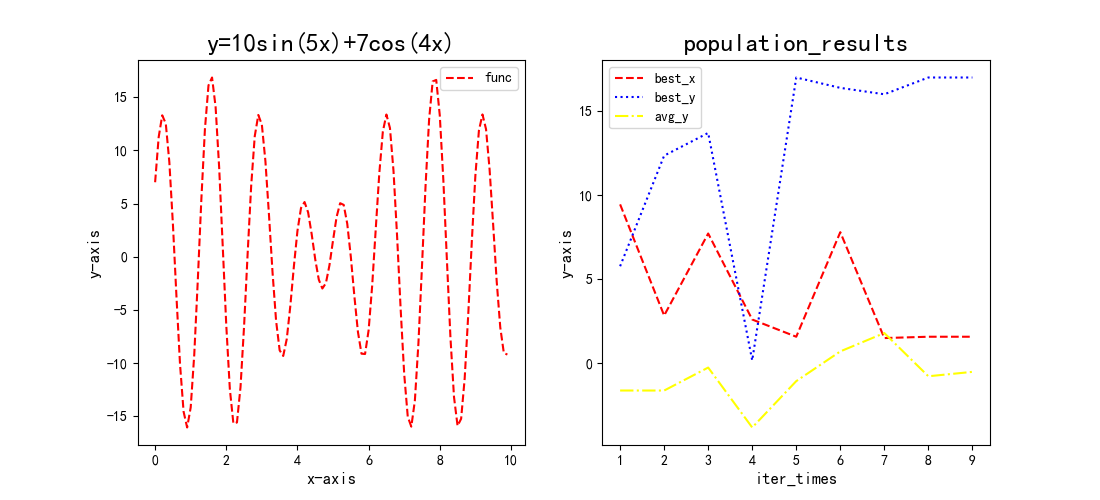 y=10sin(5x)+7cos(4x)
func
y-axis
15
10
5
0
−5
−10
−15
0 2 4 6 8 10
x-axis
population_results
best_x
best_y
avg_y
y-axis
15
10
5
0
1 2 3 4 5 6 7 8 9
iter_times